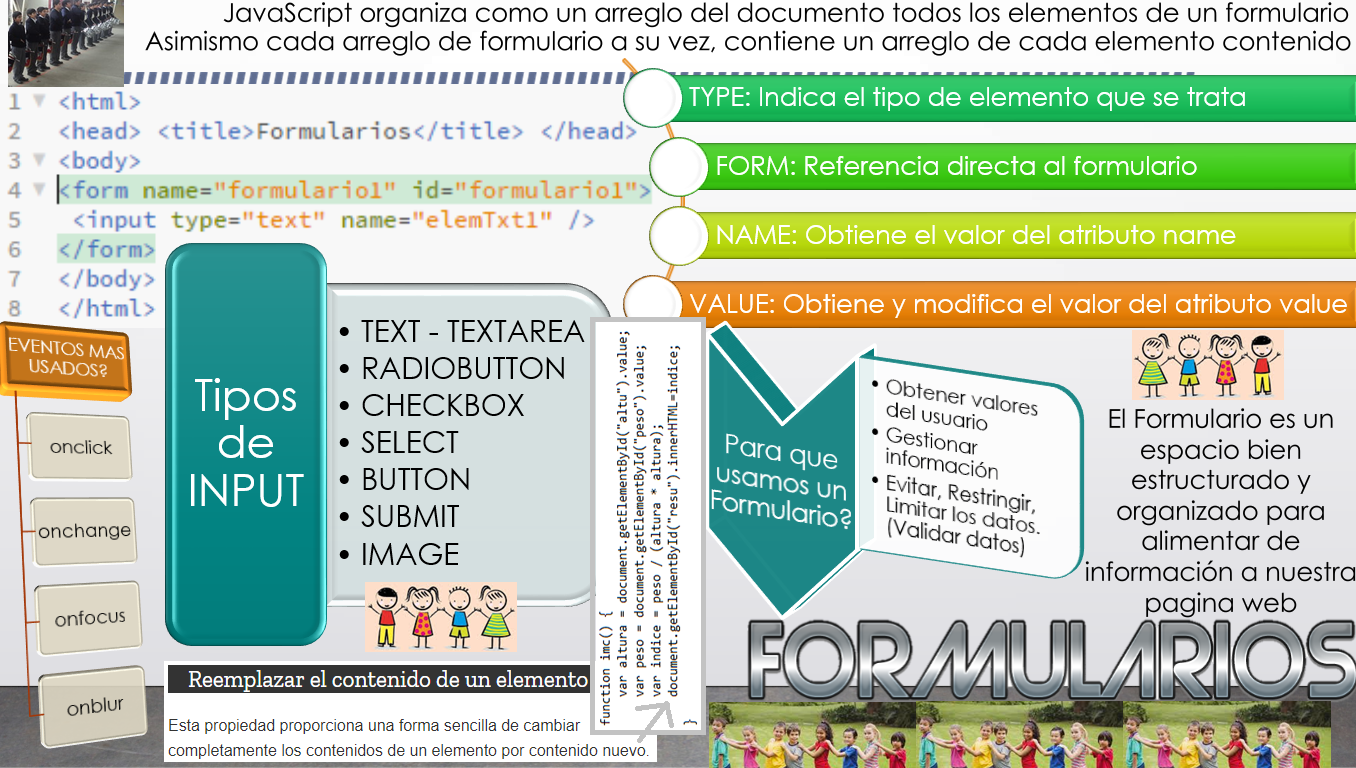 JavaScript organiza como un arreglo del documento todos los elementos de un formulario
Asimismo cada arreglo de formulario a su vez, contiene un arreglo de cada elemento contenido
1 <html>
2 <head> <title>Formularios</title> </head>
3 <body>
4 <form name="formulario1" id="formulario1">
5 <input type="text" name="elemTxt1" />
6 </form>
7 </body>
8 </html>
TYPE: Indica el tipo de elemento que se trata
FORM: Referencia directa al formulario
NAME: Obtiene el valor del atributo name
VALUE: Obtiene y modifica el valor del atributo value
EVENTOS MAS
USADOS?
onclick
onchange
onfocus
onblur
Tipos
de
INPUT
• TEXT - TEXTAREA
• RADIOBUTTON
• CHECKBOX
• SELECT
• BUTTON
• SUBMIT
• IMAGE
function imc() {
var altura = document.getElementById("altu").value;
var peso = document.getElementById("peso").value;
var indice = peso / (altura * altura);
document.getElementById("resu").innerHTML=indice;
}
Para que
usamos un
Formulario?
• Obtener valores
del usuario
• Gestionar
información
• Evitar, Restringir,
Limitar los datos.
(Validar datos)
El Formulario es un
espacio bien
estructurado y
organizado para
alimentar de
información a nuestra
pagina web
FORMULARIOS
Reemplazar el contenido de un elemento
Esta propiedad proporciona una forma sencilla de cambiar
completamente los contenidos de un elemento por contenido nuevo.